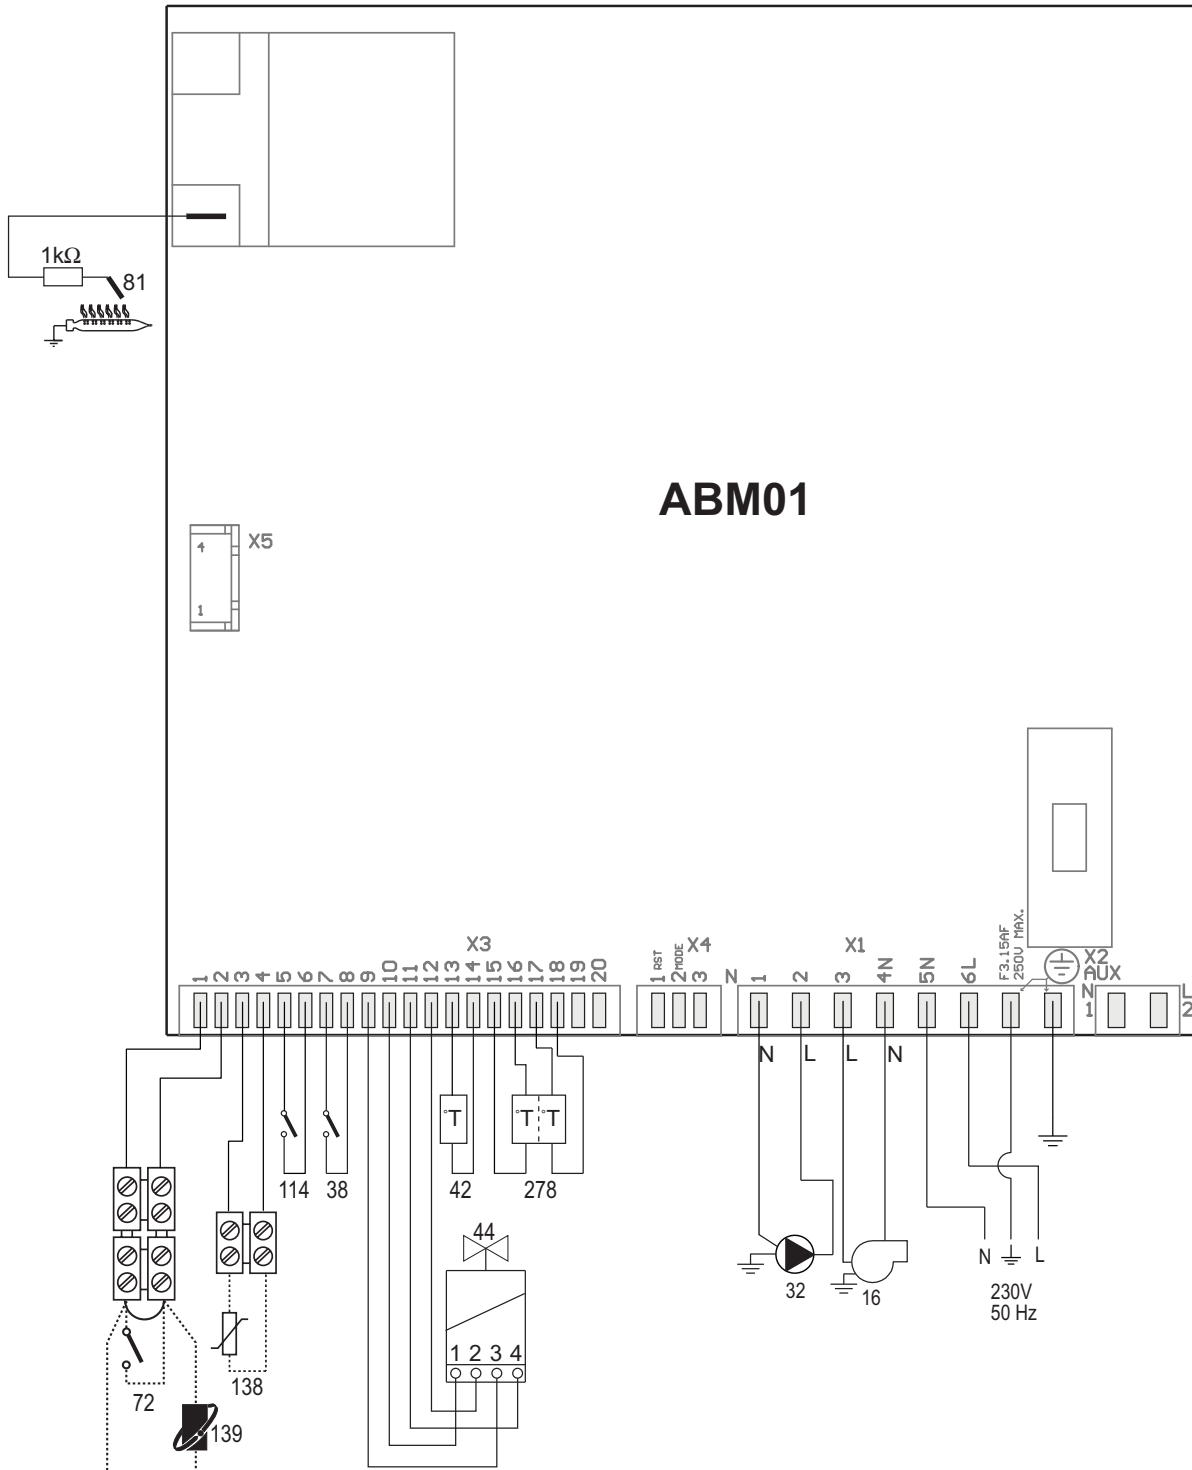 1kΩ
81
ABM01
4
X5
1
X3
1 2 3 4 5 6 7 8 9 10 11 12 13 14 15 16 17 18 19 20
X4
1 RST
2 MODE
3
N
X1
1 2 3 4N 5N 6L
F3.15AF
250V MAX.
X2
AUX
N
1
L
2
N L L N
°T
°T °T
114 38 42 278
44
1 2 3 4
32 16
N L
230V
50 Hz
72 138
139